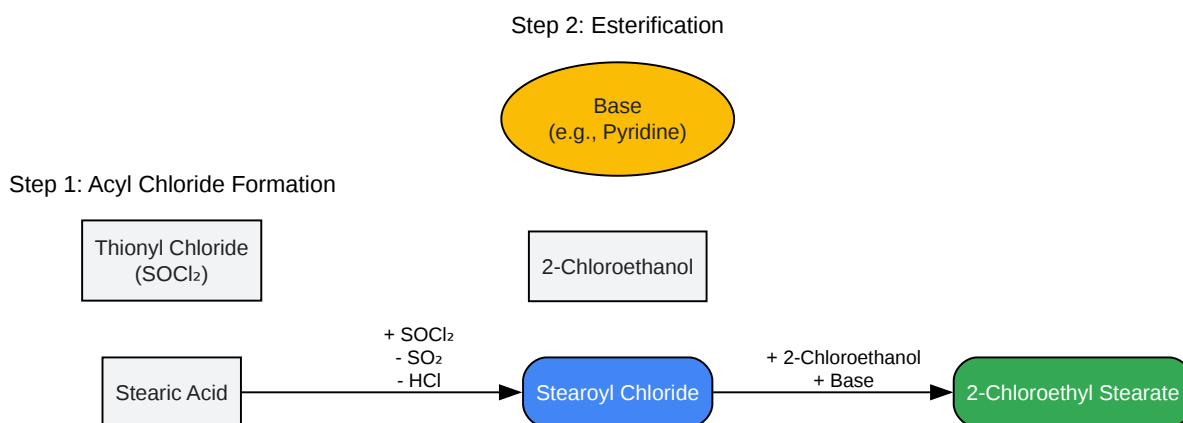 Step 2: Esterification
Base
(e.g., Pyridine)
Step 1: Acyl Chloride Formation
Thionyl Chloride
(SOCl₂)
2-Chloroethanol
+ SOCl₂
- SO₂
- HCl
+ 2-Chloroethanol
+ Base
Stearic Acid
Stearoyl Chloride
2-Chloroethyl Stearate